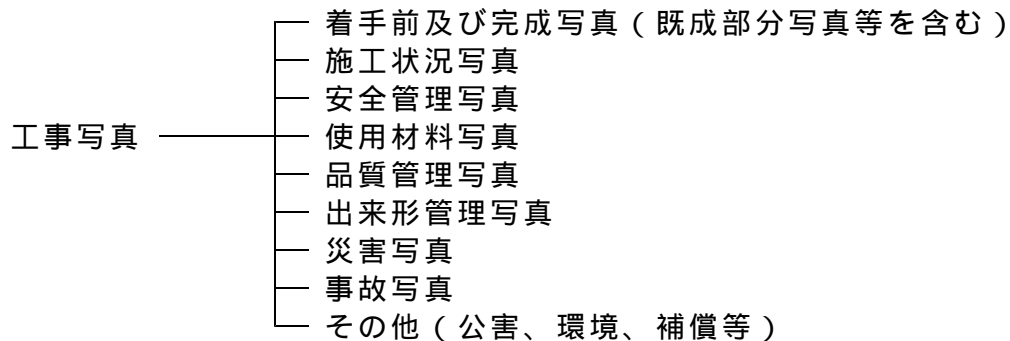 着手前及び完成写真（既成部分写真等を含む）
施工状況写真
安全管理写真
工事写真 使用材料写真
品質管理写真
出来形管理写真
災害写真
事故写真
その他（公害、環境、補償等）